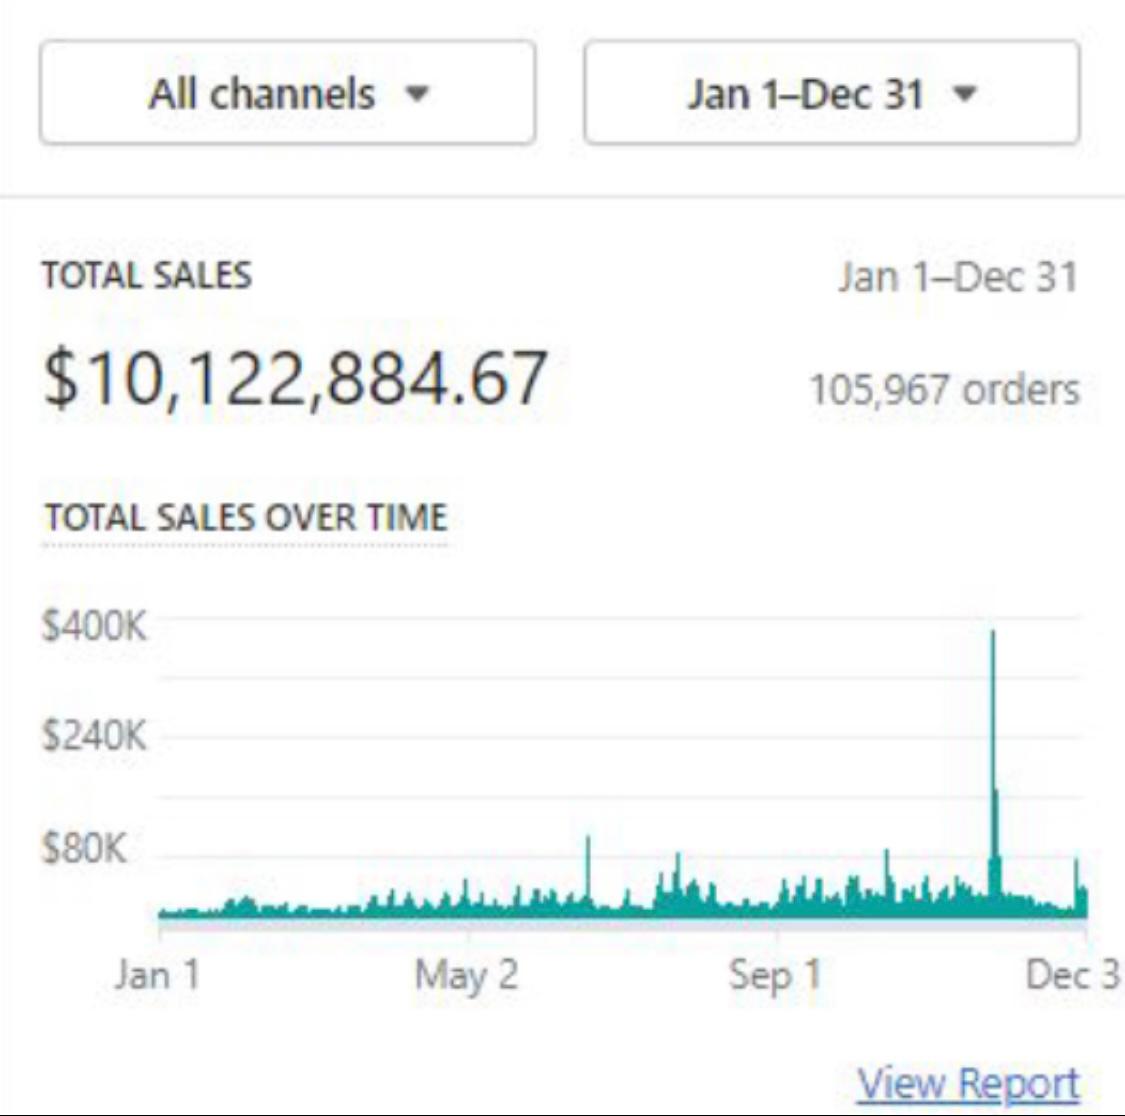 All channels Jan 1–Dec 31
TOTAL SALES Jan 1–Dec 31
$10,122,884.67 105,967 orders
TOTAL SALES OVER TIME
$400K
$240K
$80K
Jan 1 May 2 Sep 1 Dec 3
View Report